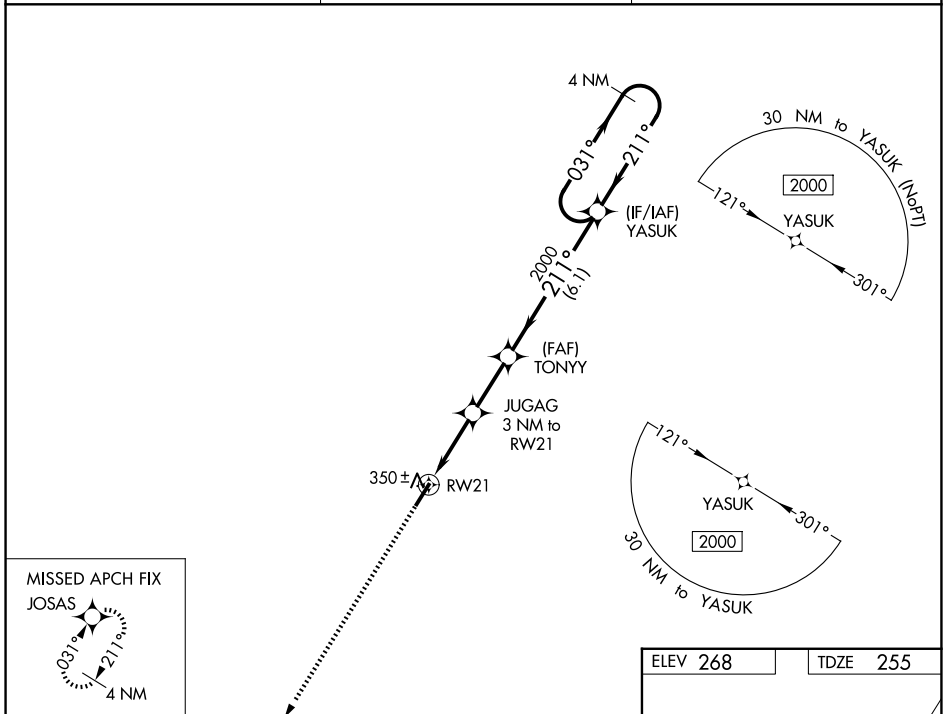 4 NM
031°
211°
(IF/IAF)
YASUK
2000
211°
(6.1)
(FAF)
TONYY
JUGAG
3 NM to
RW21
350±
RW21
30 NM to YASUK (NoPT)
2000
121°
YASUK
301°
121°
YASUK
301°
2000
30 NM to YASUK
MISSED APCH FIX
JOSAS
031°
211°
4 NM
ELEV 268
TDZE 255